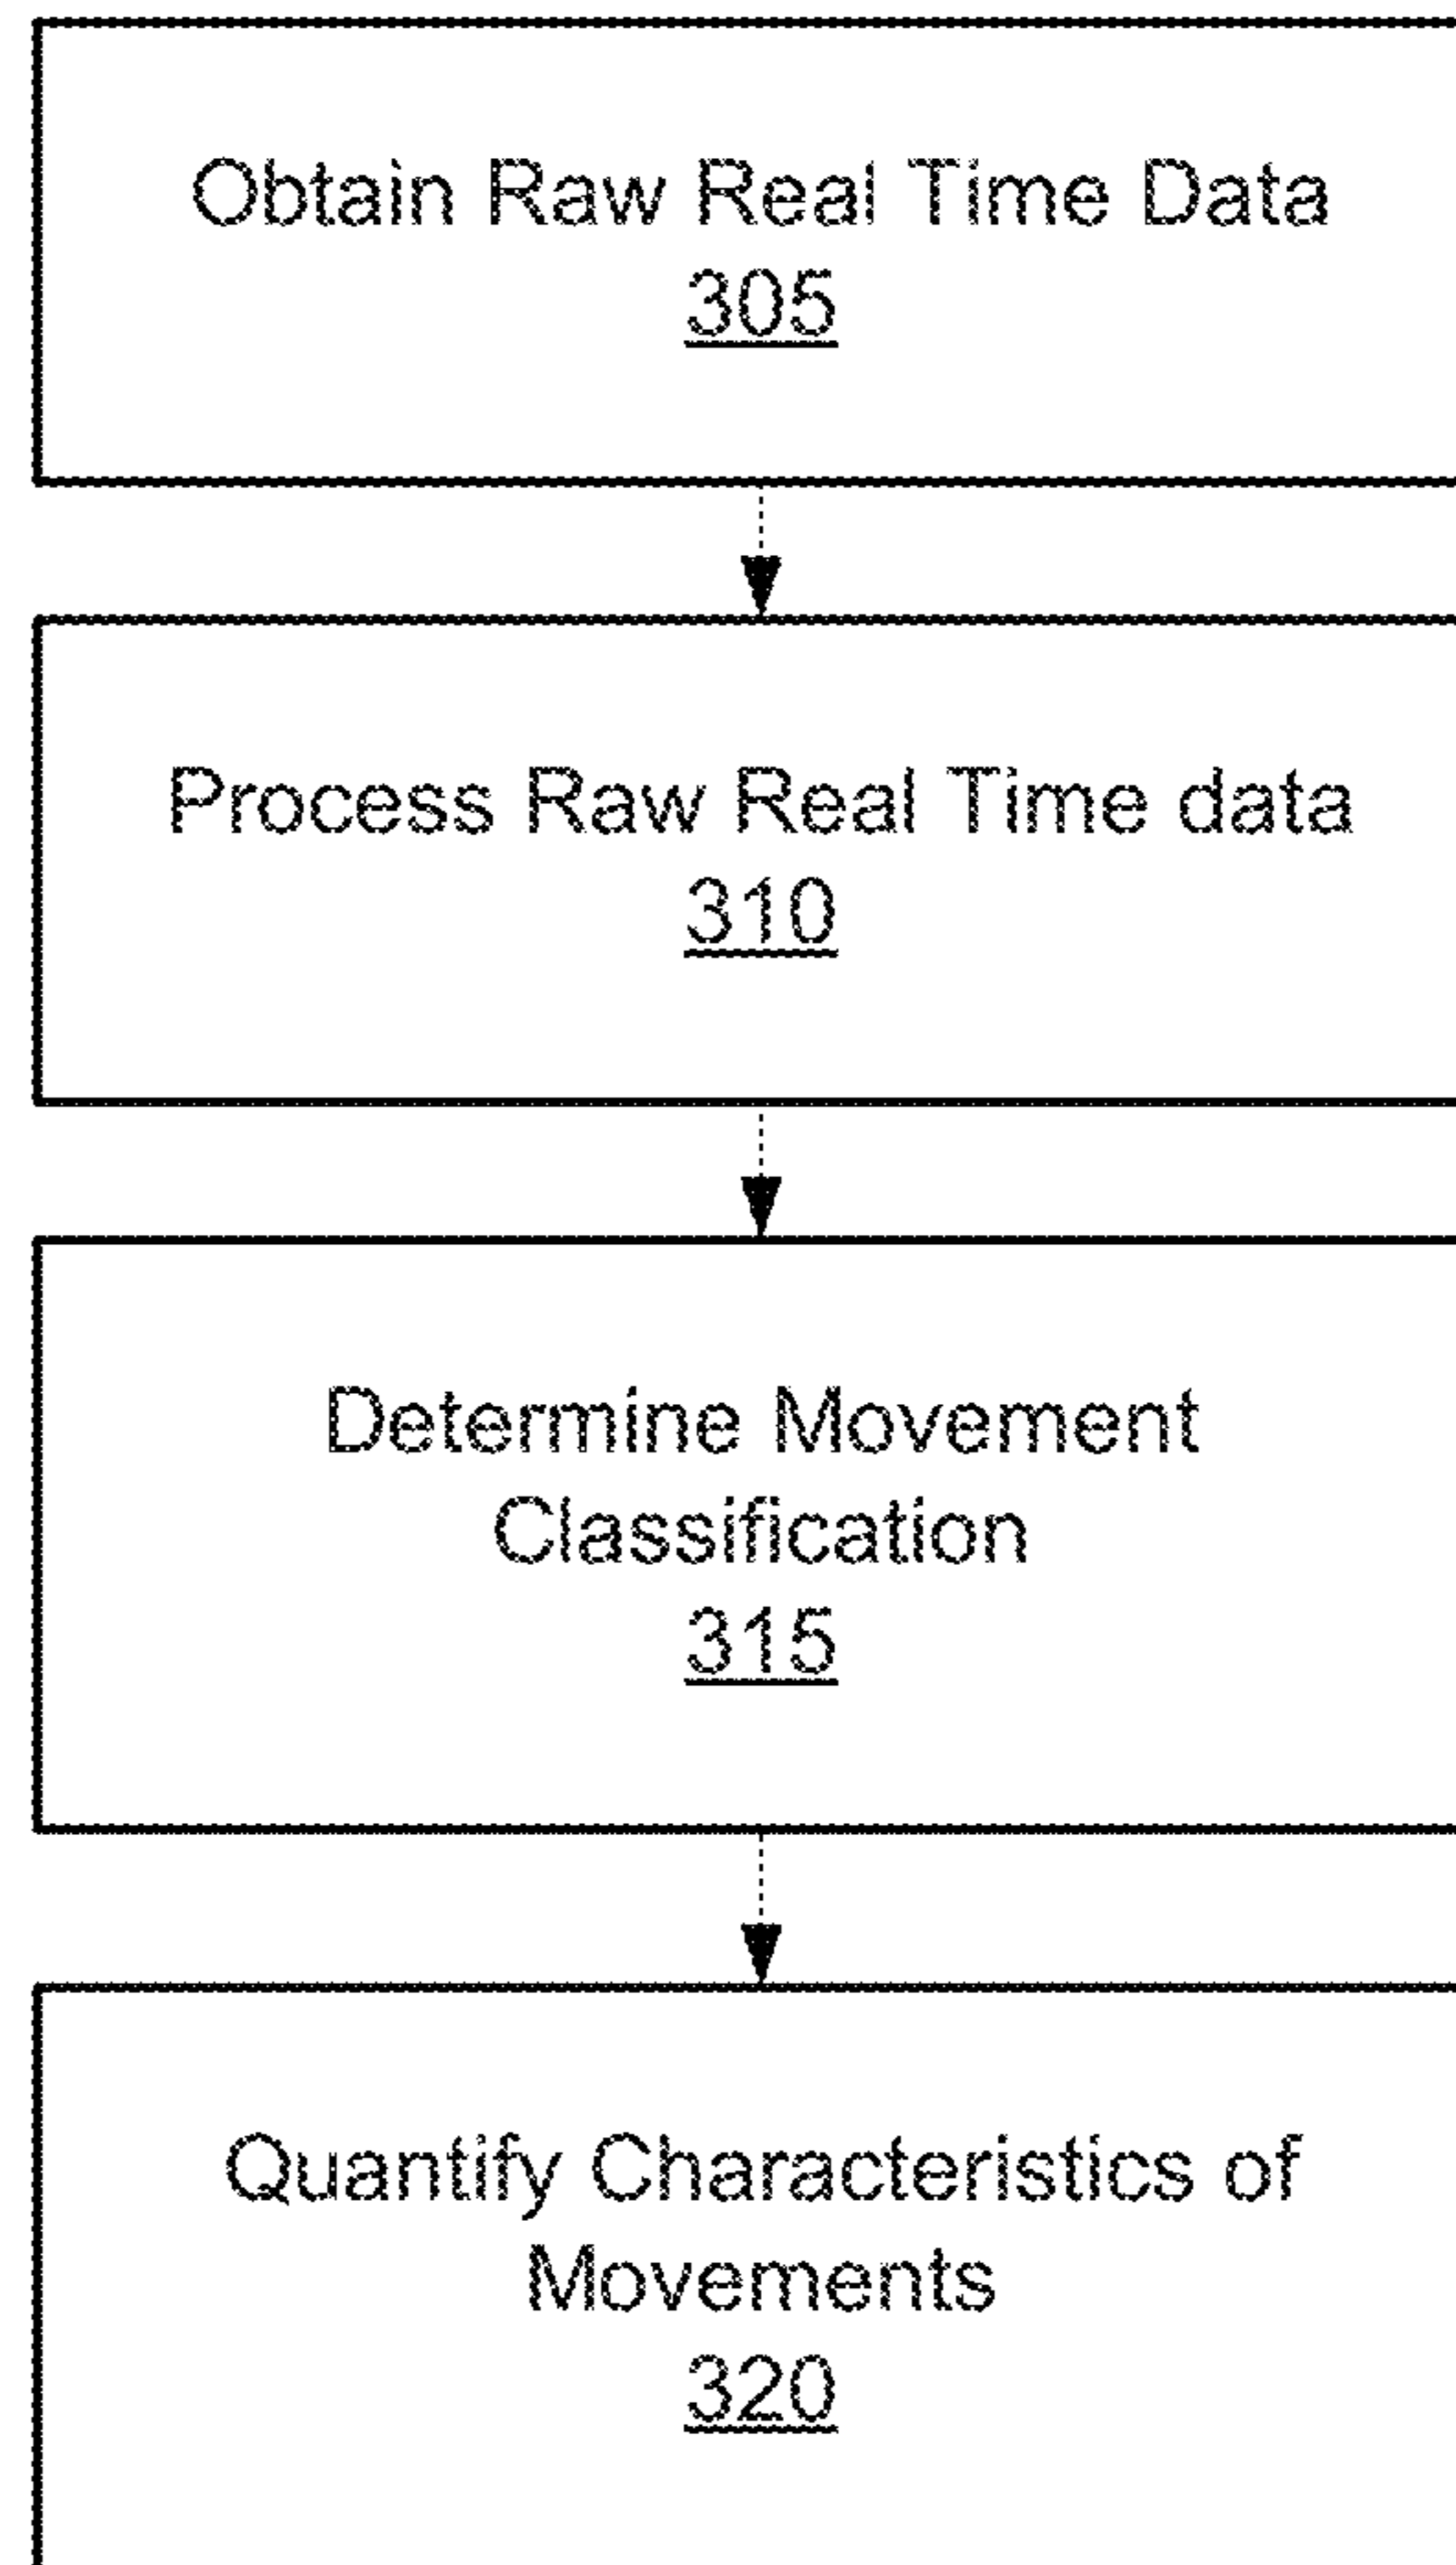 Obtain Raw Real Time Data
305
Process Raw Real Time data
310
Determine Movement
Classification
315
Quantify Characteristics of
Movements
320